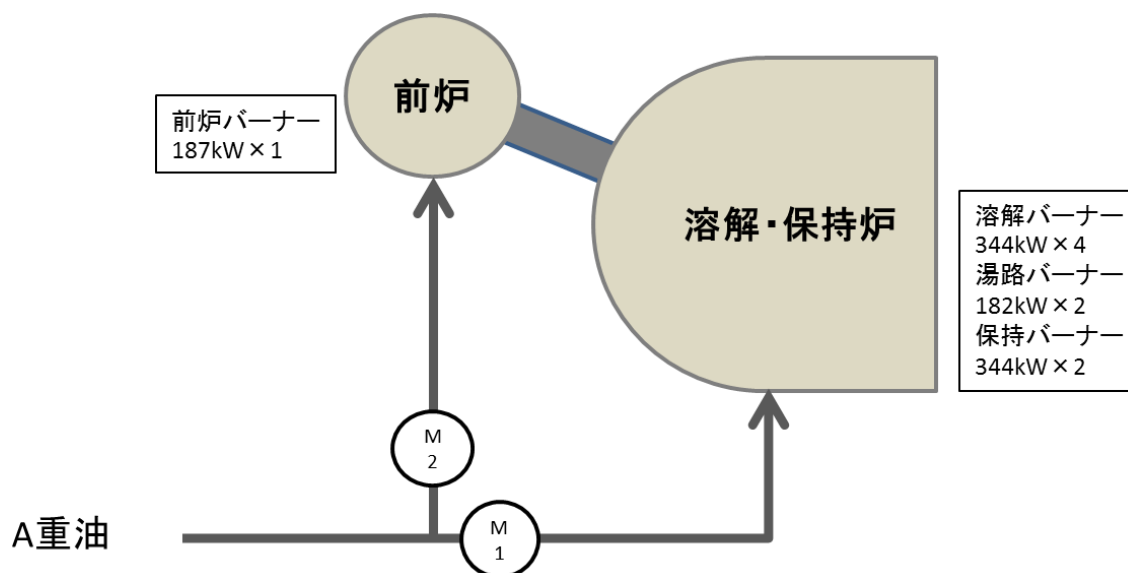 前炉
前炉バーナー
187kW×1
溶解・保持炉
溶解バーナー
344kW×4
湯路バーナー
182kW×2
保持バーナー
344kW×2
M
2
M
1
A重油